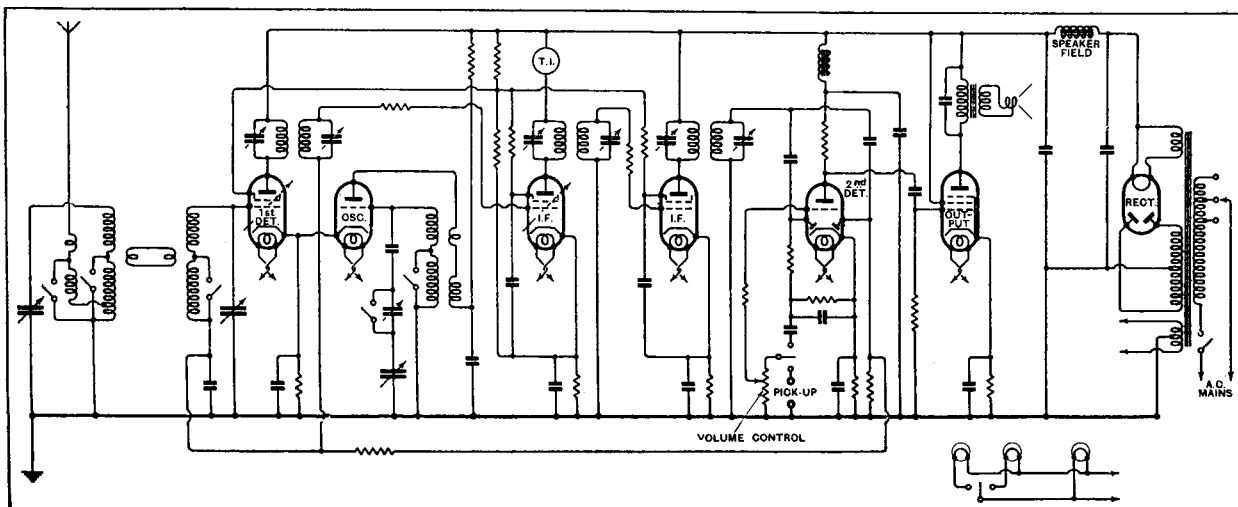 SPEAKER
FIELD
T.I.
1st
DET.
OSC.
I.F.
I.F.
2nd
DET.
OUT-
PUT
RECT.
PICK-UP
VOLUME CONTROL
A.C.
MAINS